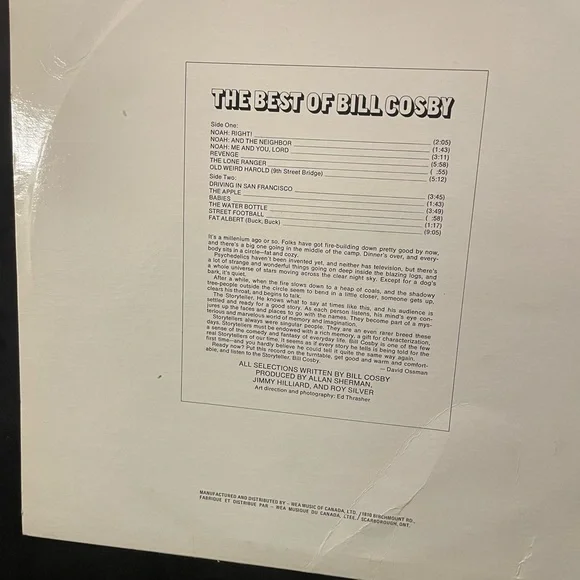 THE BEST OF BILL COSBY
Side One:
NOAH: RIGHT! (2:05)
NOAH: AND THE NEIGHBOR (1:43)
NOAH: ME AND YOU, LORD (3:11)
REVENGE (5:58)
THE LONE RANGER ( :55)
OLD WEIRD HAROLD (9th Street Bridge) (5:12)
Side Two:
DRIVING IN SAN FRANCISCO (3:45)
THE APPLE (1:43)
BABIES (3:49)
THE WATER BOTTLE ( :58)
STREET FOOTBALL (1:17)
FAT ALBERT (Buck, Buck) (9:05)
It's a millenium ago or so. Folks have got fire-building down pretty good by now,
and there's a big one going in the middle of the camp. Dinner's over, and every-
body sits in a circle—fat and cozy.
Psychedelics haven't been invented yet, and neither has television, but there's
a lot of strange and wonderful things going on deep inside the blazing logs, and
a whole universe of stars moving across the clear night sky. Except for a dog's
bark, it's quiet.
After a while, when the fire slows down to a heap of coals, and the shadowy
tree-people outside the circle seem to bend in a little closer, someone gets up,
clears his throat, and begins to talk.
The Storyteller. He knows what to say at times like this, and his audience is
settled and ready for a good story. As each person listens, his mind's eye con-
jures up the faces and places to go with the names. They become part of a mys-
terious and marvelous world of memory and imagination.
Storytellers always were singular people. They are an even rarer breed these
days. Storytellers must be endowed with a rich memory, a gift for characterization,
a sense of the comedy and fantasy of everyday life. Bill Cosby is one of the few
real Storytellers of our time. It seems as if every story he tells is being told for the
first time—and you hardly believe he could tell it quite the same way again.
Ready now? Put this record on the turntable, get good and warm and comfort-
able, and listen to the Storyteller, Bill Cosby.
— David Ossman
ALL SELECTIONS WRITTEN BY BILL COSBY
PRODUCED BY ALLAN SHERMAN,
JIMMY HILLIARD, AND ROY SILVER
Art direction and photography: Ed Thrasher
MANUFACTURED AND DISTRIBUTED BY – WEA MUSIC OF CANADA, LTD. / 1810 BIRCHMOUNT RD.,
FABRIQUE ET DISTRIBUE PAR – WEA MUSIQUE DU CANADA, LTEE. / SCARBOROUGH, ONT.